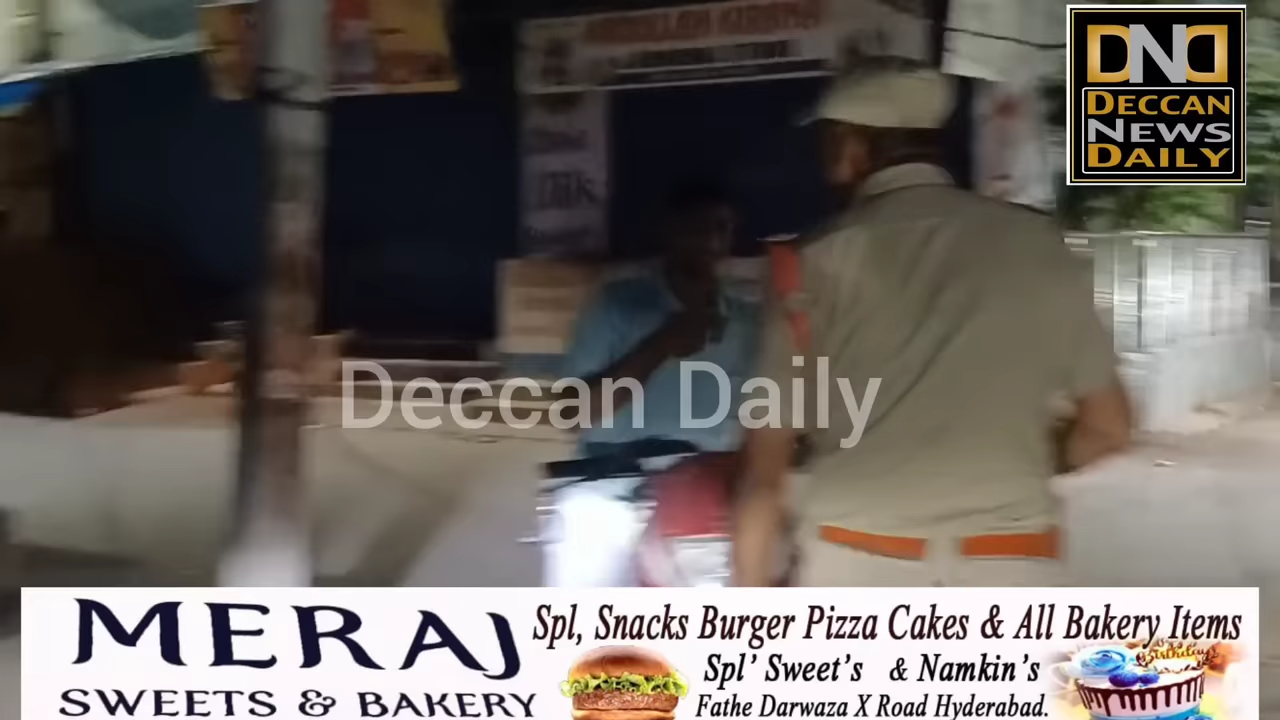 DND
DECCAN
NEWS
DAILY
Deccan Daily
MERAJ
SWEETS & BAKERY
Spl, Snacks Burger Pizza Cakes & All Bakery Items
Spl' Sweet's & Namkin's
Fathe Darwaza X Road Hyderabad.
Birthday